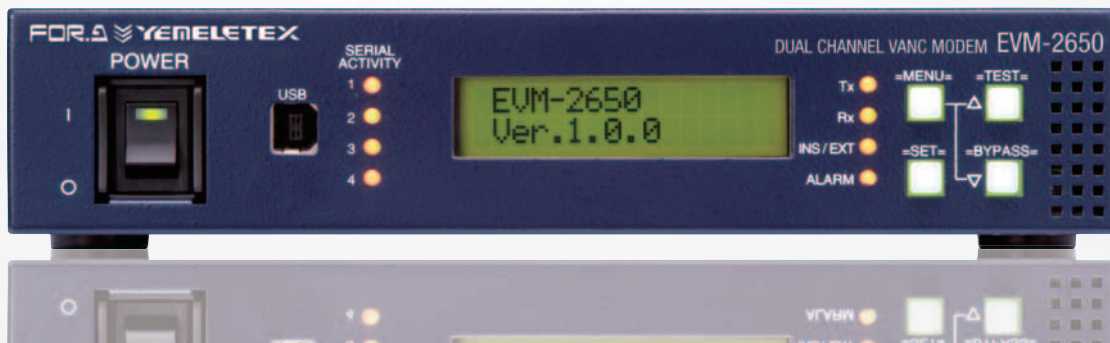 FOR.A YEMELETEX
POWER
I
O
USB
SERIAL
ACTIVITY
1
2
3
4
EVM-2650
Ver.1.0.0
DUAL CHANNEL VANC MODEM EVM-2650
Tx
Rx
INS/EXT
ALARM
=MENU= =TEST=
=SET= =BYPASS=